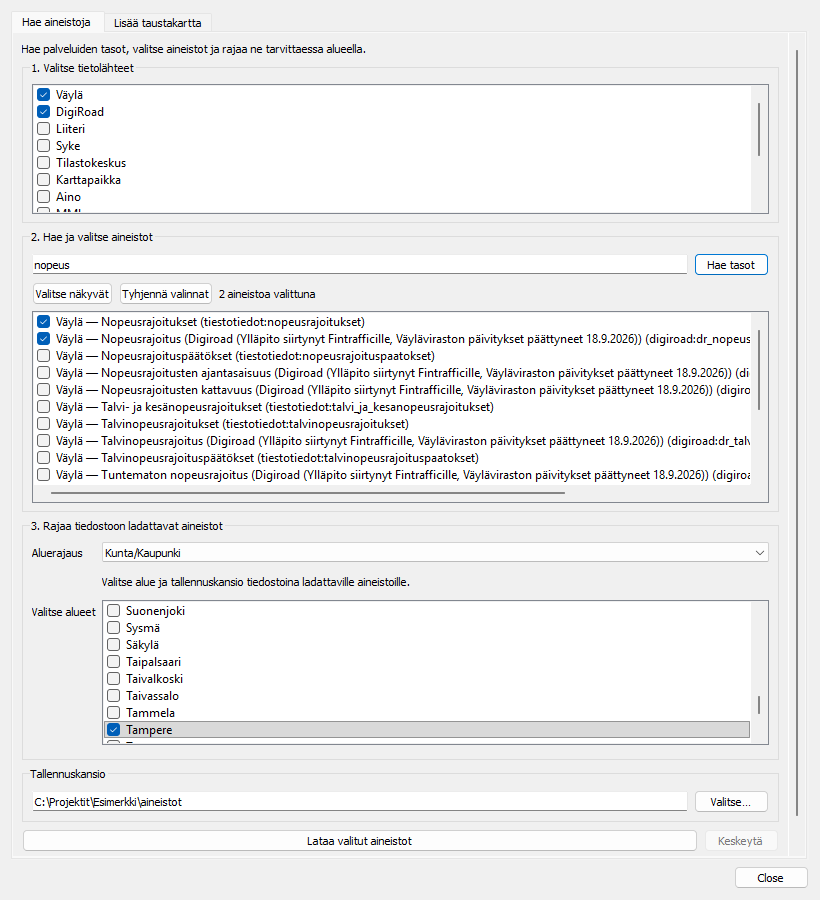 Hae aineistoja
Lisää taustakartta
Hae palveluiden tasot, valitse aineistot ja rajaa ne tarvittaessa alueella.
1. Valitse tietolähteet
Väylä
DigiRoad
Liiteri
Syke
Tilastokeskus
Karttapaikka
Aino
2. Hae ja valitse aineistot
nopeus
Hae tasot
Valitse näkyvät
Tyhjennä valinnat
2 aineistoa valittuna
Väylä — Nopeusrajoitukset (tiestotiedot:nopeusrajoitukset)
Väylä — Nopeusrajoitus (Digiroad (Ylläpito siirtynyt Fintrafficille, Väyläviraston päivitykset päättyneet 18.9.2026)) (digiroad:dr_nopeus
Väylä — Nopeusrajoituspäätökset (tiestotiedot:nopeusrajoituspaatokset)
Väylä — Nopeusrajoitusten ajantasaisuus (Digiroad (Ylläpito siirtynyt Fintrafficille, Väyläviraston päivitykset päättyneet 18.9.2026)) (di
Väylä — Nopeusrajoitusten kattavuus (Digiroad (Ylläpito siirtynyt Fintrafficille, Väyläviraston päivitykset päättyneet 18.9.2026)) (digiro
Väylä — Talvi- ja kesänopeusrajoitukset (tiestotiedot:talvi_ja_kesanopeusrajoitukset)
Väylä — Talvinopeusrajoitukset (tiestotiedot:talvinopeusrajoitukset)
Väylä — Talvinopeusrajoitus (Digiroad (Ylläpito siirtynyt Fintrafficille, Väyläviraston päivitykset päättyneet 18.9.2026)) (digiroad:dr_talv
Väylä — Talvinopeusrajoituspäätökset (tiestotiedot:talvinopeusrajoituspaatokset)
Väylä — Tuntematon nopeusrajoitus (Digiroad (Ylläpito siirtynyt Fintrafficille, Väyläviraston päivitykset päättyneet 18.9.2026)) (digiroa
3. Rajaa tiedostoon ladattavat aineistot
Aluerajaus
Kunta/Kaupunki
Valitse alue ja tallennuskansio tiedostoina ladattaville aineistoille.
Valitse alueet
Suonenjoki
Sysmä
Säkylä
Taipalsaari
Taivalkoski
Taivassalo
Tammela
Tampere
Tallennuskansio
C:\Projektit\Esimerkki\aineistot
Valitse...
Lataa valitut aineistot
Keskeytä
Close